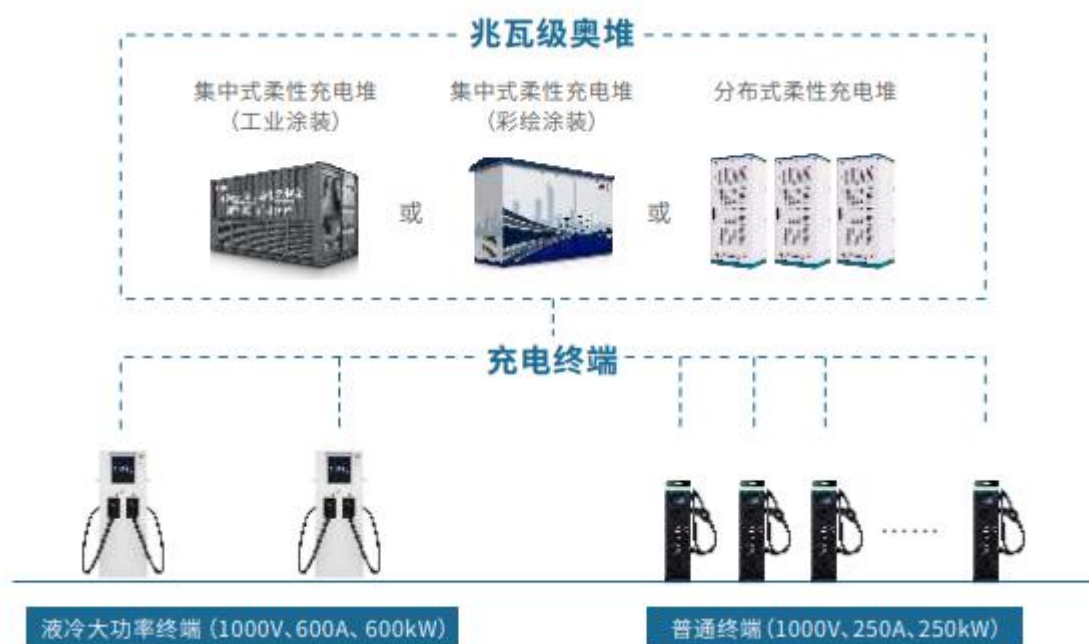 兆瓦级奥堆
集中式柔性充电堆
（工业涂装）
集中式柔性充电堆
（彩绘涂装）
分布式柔性充电堆
或
或
充电终端
......
液冷大功率终端（1000V、600A、600kW）
普通终端（1000V、250A、250kW）